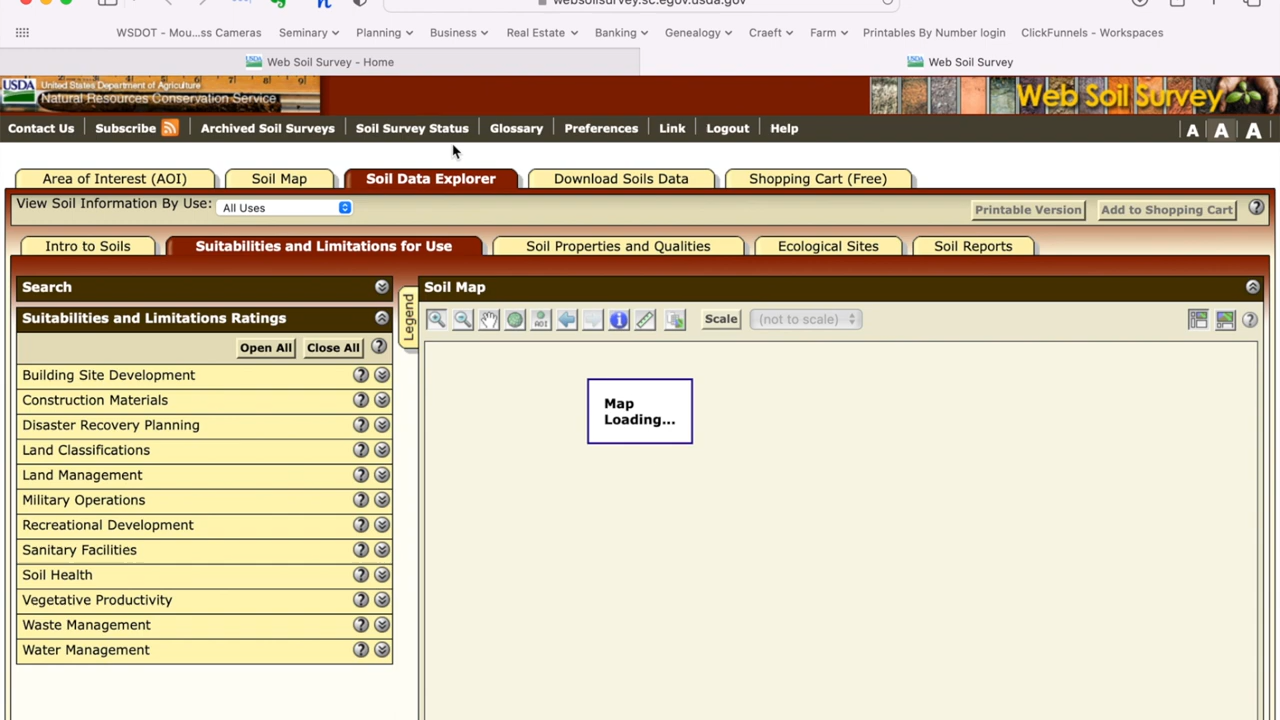 websoilsurvey.sc.egov.usda.gov
WSDOT - Mou...ss Cameras Seminary Planning Business Real Estate Banking Genealogy Craeft Farm Printables By Number login ClickFunnels - Workspaces
Web Soil Survey - Home Web Soil Survey
USDA United States Department of Agriculture
Natural Resources Conservation Service
Web Soil Survey
Contact Us Subscribe Archived Soil Surveys Soil Survey Status Glossary Preferences Link Logout Help A A A
Area of Interest (AOI) Soil Map Soil Data Explorer Download Soils Data Shopping Cart (Free)
View Soil Information By Use: All Uses Printable Version Add to Shopping Cart ?
Intro to Soils Suitabilities and Limitations for Use Soil Properties and Qualities Ecological Sites Soil Reports
Search
Suitabilities and Limitations Ratings
Open All Close All ?
Building Site Development ?
Construction Materials ?
Disaster Recovery Planning ?
Land Classifications ?
Land Management ?
Military Operations ?
Recreational Development ?
Sanitary Facilities ?
Soil Health ?
Vegetative Productivity ?
Waste Management ?
Water Management ?
Legend
Soil Map
AOI i Scale (not to scale) ?
Map
Loading...